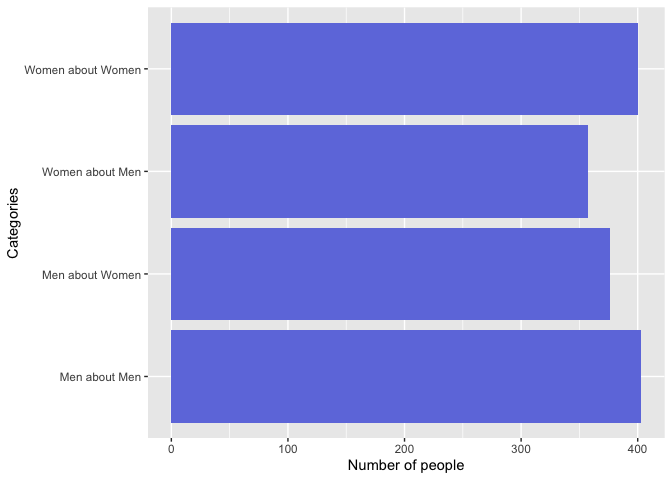 Women about Women
Women about Men
Men about Women
Men about Men
Categories
0 100 200 300 400
Number of people